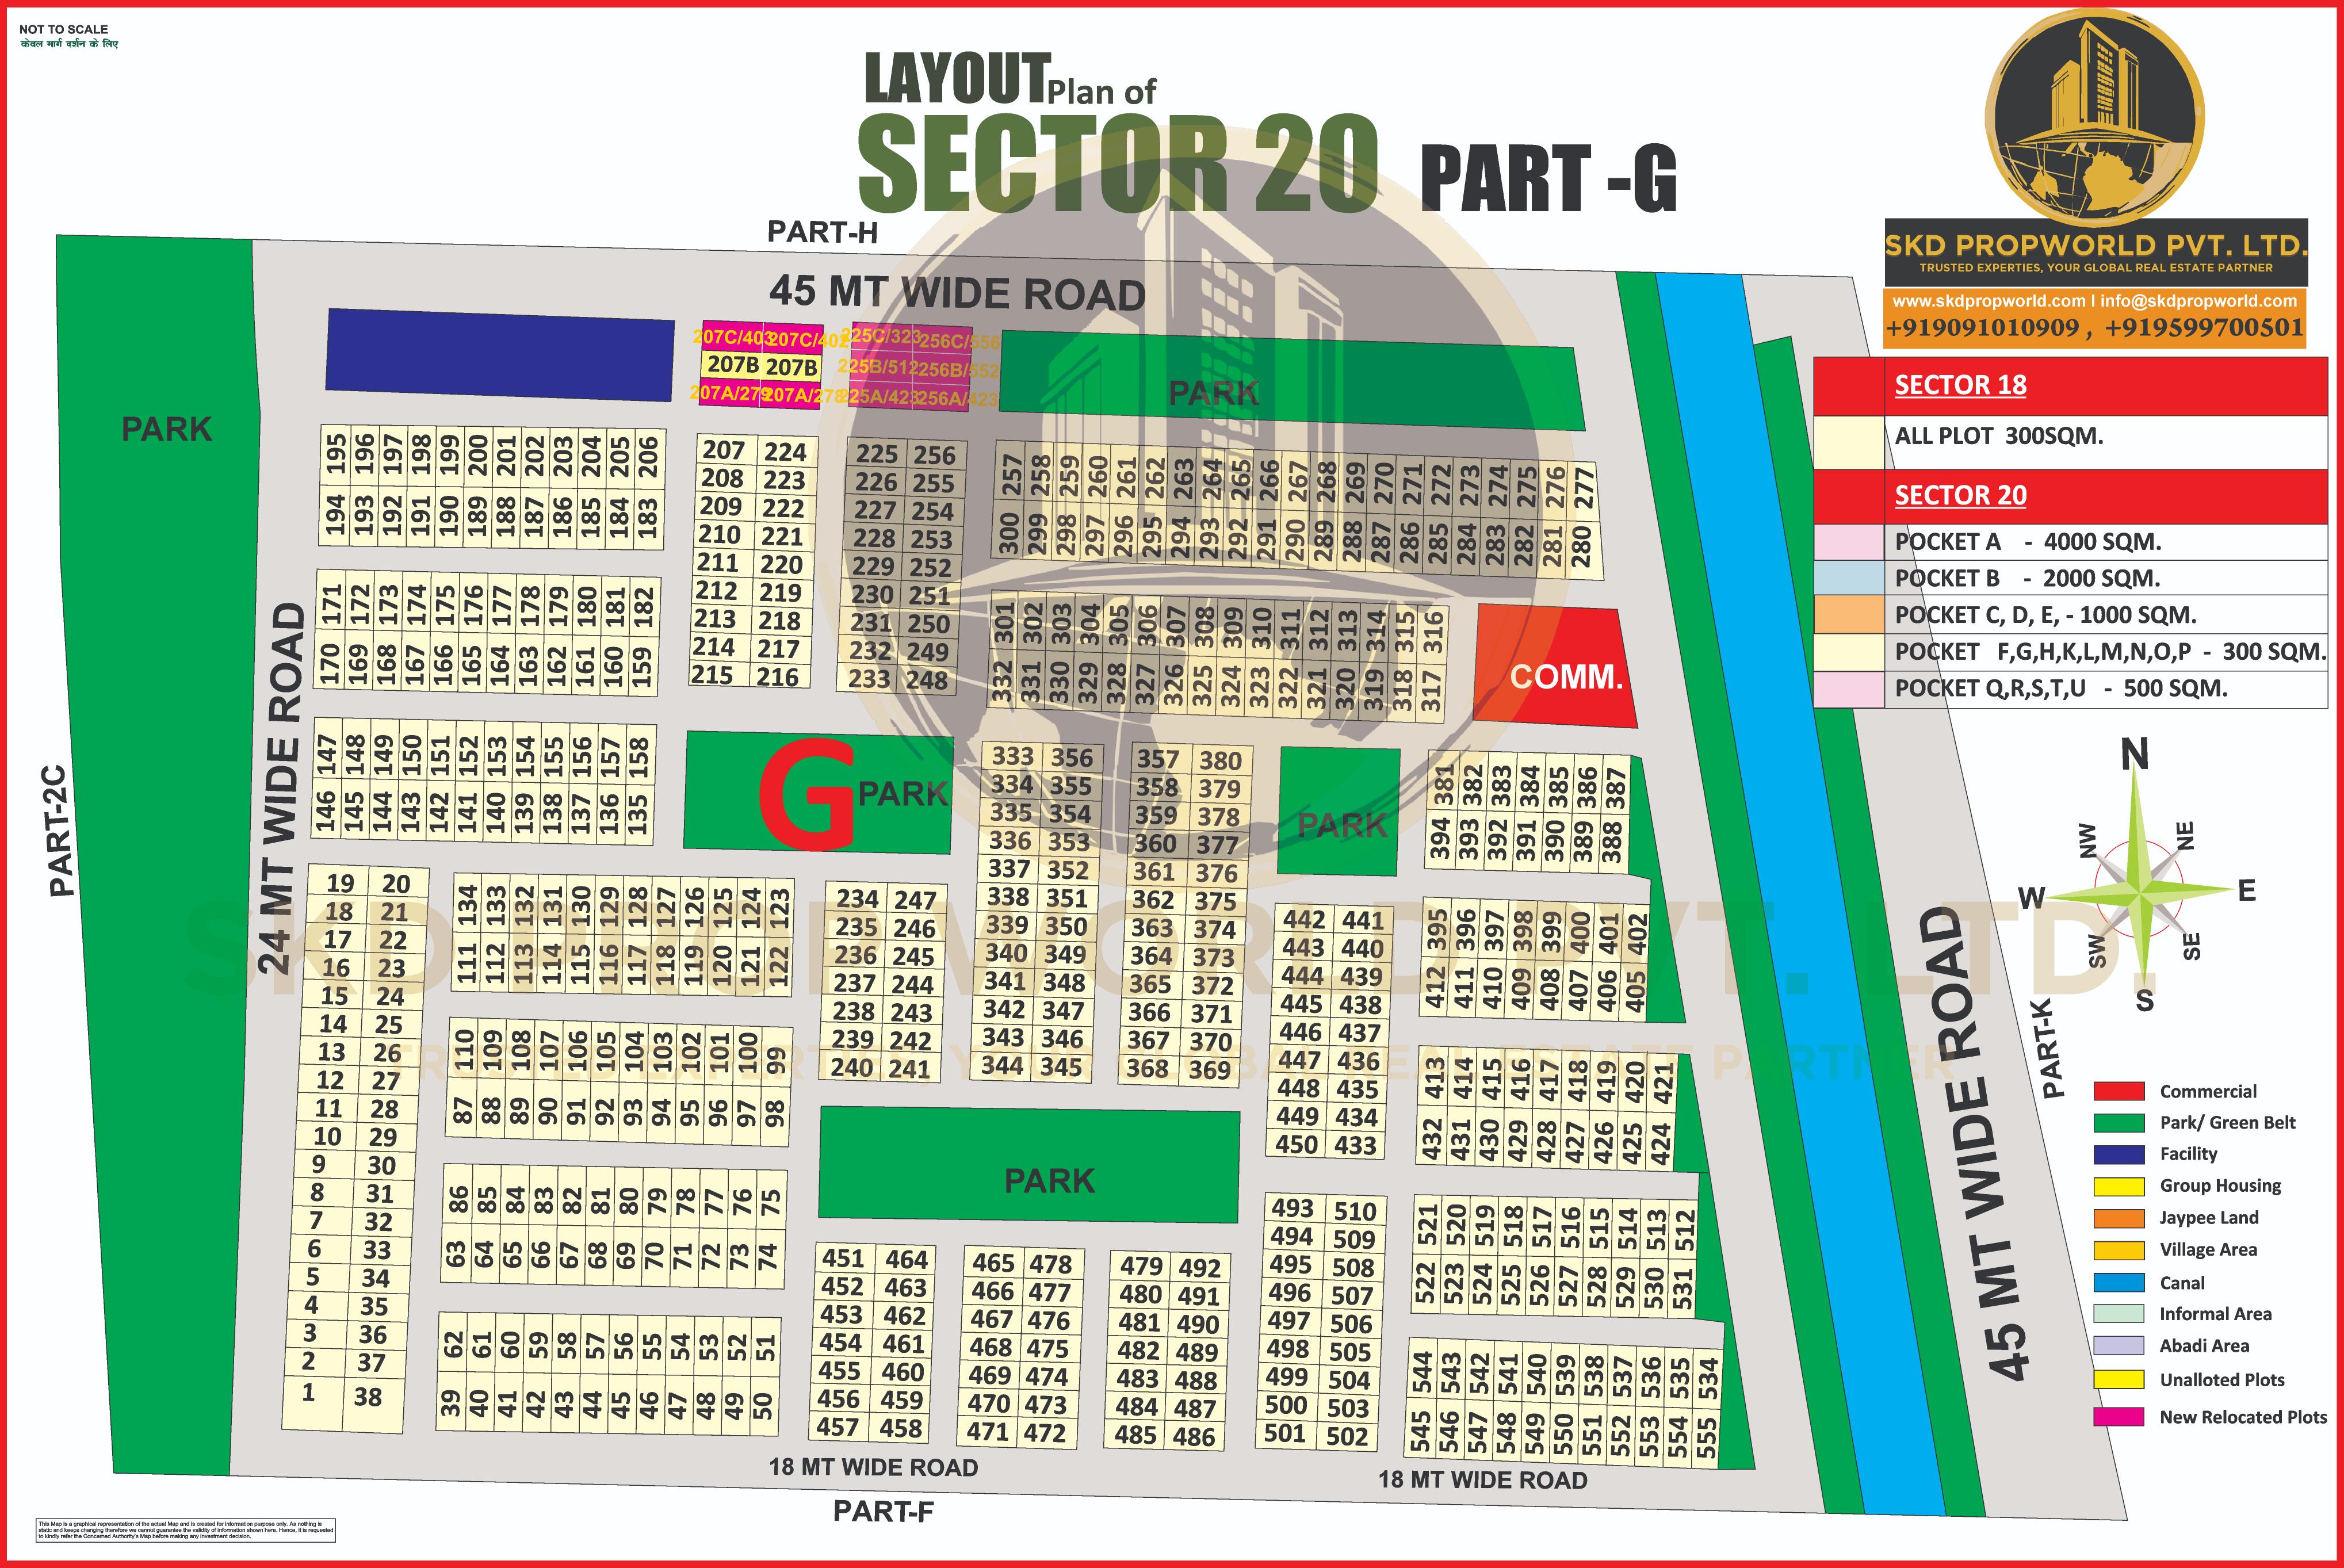 NOT TO SCALE
केवल मार्ग दर्शन के लिए
LAYOUT Plan of
SECTOR 20 PART -G
SKD PROPWORLD PVT. LTD.
TRUSTED EXPERTIES, YOUR GLOBAL REAL ESTATE PARTNER
www.skdpropworld.com I info@skdpropworld.com
+919091010909 , +919599700501
SECTOR 18
ALL PLOT 300SQM.
SECTOR 20
POCKET A - 4000 SQM.
POCKET B - 2000 SQM.
POCKET C, D, E, - 1000 SQM.
POCKET F,G,H,K,L,M,N,O,P - 300 SQM.
POCKET Q,R,S,T,U - 500 SQM.
N
NW NE
W E
SW SE
S
Commercial
Park/ Green Belt
Facility
Group Housing
Jaypee Land
Village Area
Canal
Informal Area
Abadi Area
Unalloted Plots
New Relocated Plots
PART-H
45 MT WIDE ROAD
PARK
PART-2C
24 MT WIDE ROAD
207C/403 207C/402 225C/323 256C/556
207B 207B 225B/512 256B/552
207A/279 207A/278 225A/423 256A/423
PARK
195 196 197 198 199 200 201 202 203 204 205 206
194 193 192 191 190 189 188 187 186 185 184 183
171 172 173 174 175 176 177 178 179 180 181 182
170 169 168 167 166 165 164 163 162 161 160 159
147 148 149 150 151 152 153 154 155 156 157 158
146 145 144 143 142 141 140 139 138 137 136 135
207 224
208 223
209 222
210 221
211 220
212 219
213 218
214 217
215 216
225 256
226 255
227 254
228 253
229 252
230 251
231 250
232 249
233 248
257 258 259 260 261 262 263 264 265 266 267 268 269 270 271 272 273 274 275 276 277
300 299 298 297 296 295 294 293 292 291 290 289 288 287 286 285 284 283 282 281 280
301 302 303 304 305 306 307 308 309 310 311 312 313 314 315 316
332 331 330 329 328 327 326 325 324 323 322 321 320 319 318 317
COMM.
G PARK
333 356
334 355
335 354
336 353
337 352
338 351
339 350
340 349
341 348
342 347
343 346
344 345
357 380
358 379
359 378
360 377
361 376
362 375
363 374
364 373
365 372
366 371
367 370
368 369
PARK
381 382 383 384 385 386 387
394 393 392 391 390 389 388
19 20
18 21
17 22
16 23
15 24
14 25
13 26
12 27
11 28
10 29
9 30
8 31
7 32
6 33
5 34
4 35
3 36
2 37
1 38
134 133 132 131 130 129 128 127 126 125 124 123
111 112 113 114 115 116 117 118 119 120 121 122
110 109 108 107 106 105 104 103 102 101 100 99
87 88 89 90 91 92 93 94 95 96 97 98
86 85 84 83 82 81 80 79 78 77 76 75
63 64 65 66 67 68 69 70 71 72 73 74
62 61 60 59 58 57 56 55 54 53 52 51
39 40 41 42 43 44 45 46 47 48 49 50
234 247
235 246
236 245
237 244
238 243
239 242
240 241
442 441
443 440
444 439
445 438
446 437
447 436
448 435
449 434
450 433
395 396 397 398 399 400 401 402
412 411 410 409 408 407 406 405
413 414 415 416 417 418 419 420 421
432 431 430 429 428 427 426 425 424
PARK
451 464
452 463
453 462
454 461
455 460
456 459
457 458
465 478
466 477
467 476
468 475
469 474
470 473
471 472
479 492
480 491
481 490
482 489
483 488
484 487
485 486
493 510
494 509
495 508
496 507
497 506
498 505
499 504
500 503
501 502
521 520 519 518 517 516 515 514 513 512
522 523 524 525 526 527 528 529 530 531
544 543 542 541 540 539 538 537 536 535 534
545 546 547 548 549 550 551 552 553 554 555
45 MT WIDE ROAD
PART-K
SKD PROPWORLD PVT. LTD.
TRUSTED EXPERTIES, YOUR GLOBAL REAL ESTATE PARTNER
18 MT WIDE ROAD
18 MT WIDE ROAD
PART-F
This Map is a graphical representation of the actual Map and is created for information purpose only. As nothing is
static and keeps changing therefore we cannot guarantee the validity of information shown here. Hence, it is requested
to kindly refer the Concerned Authority's Map before making any investment decision.